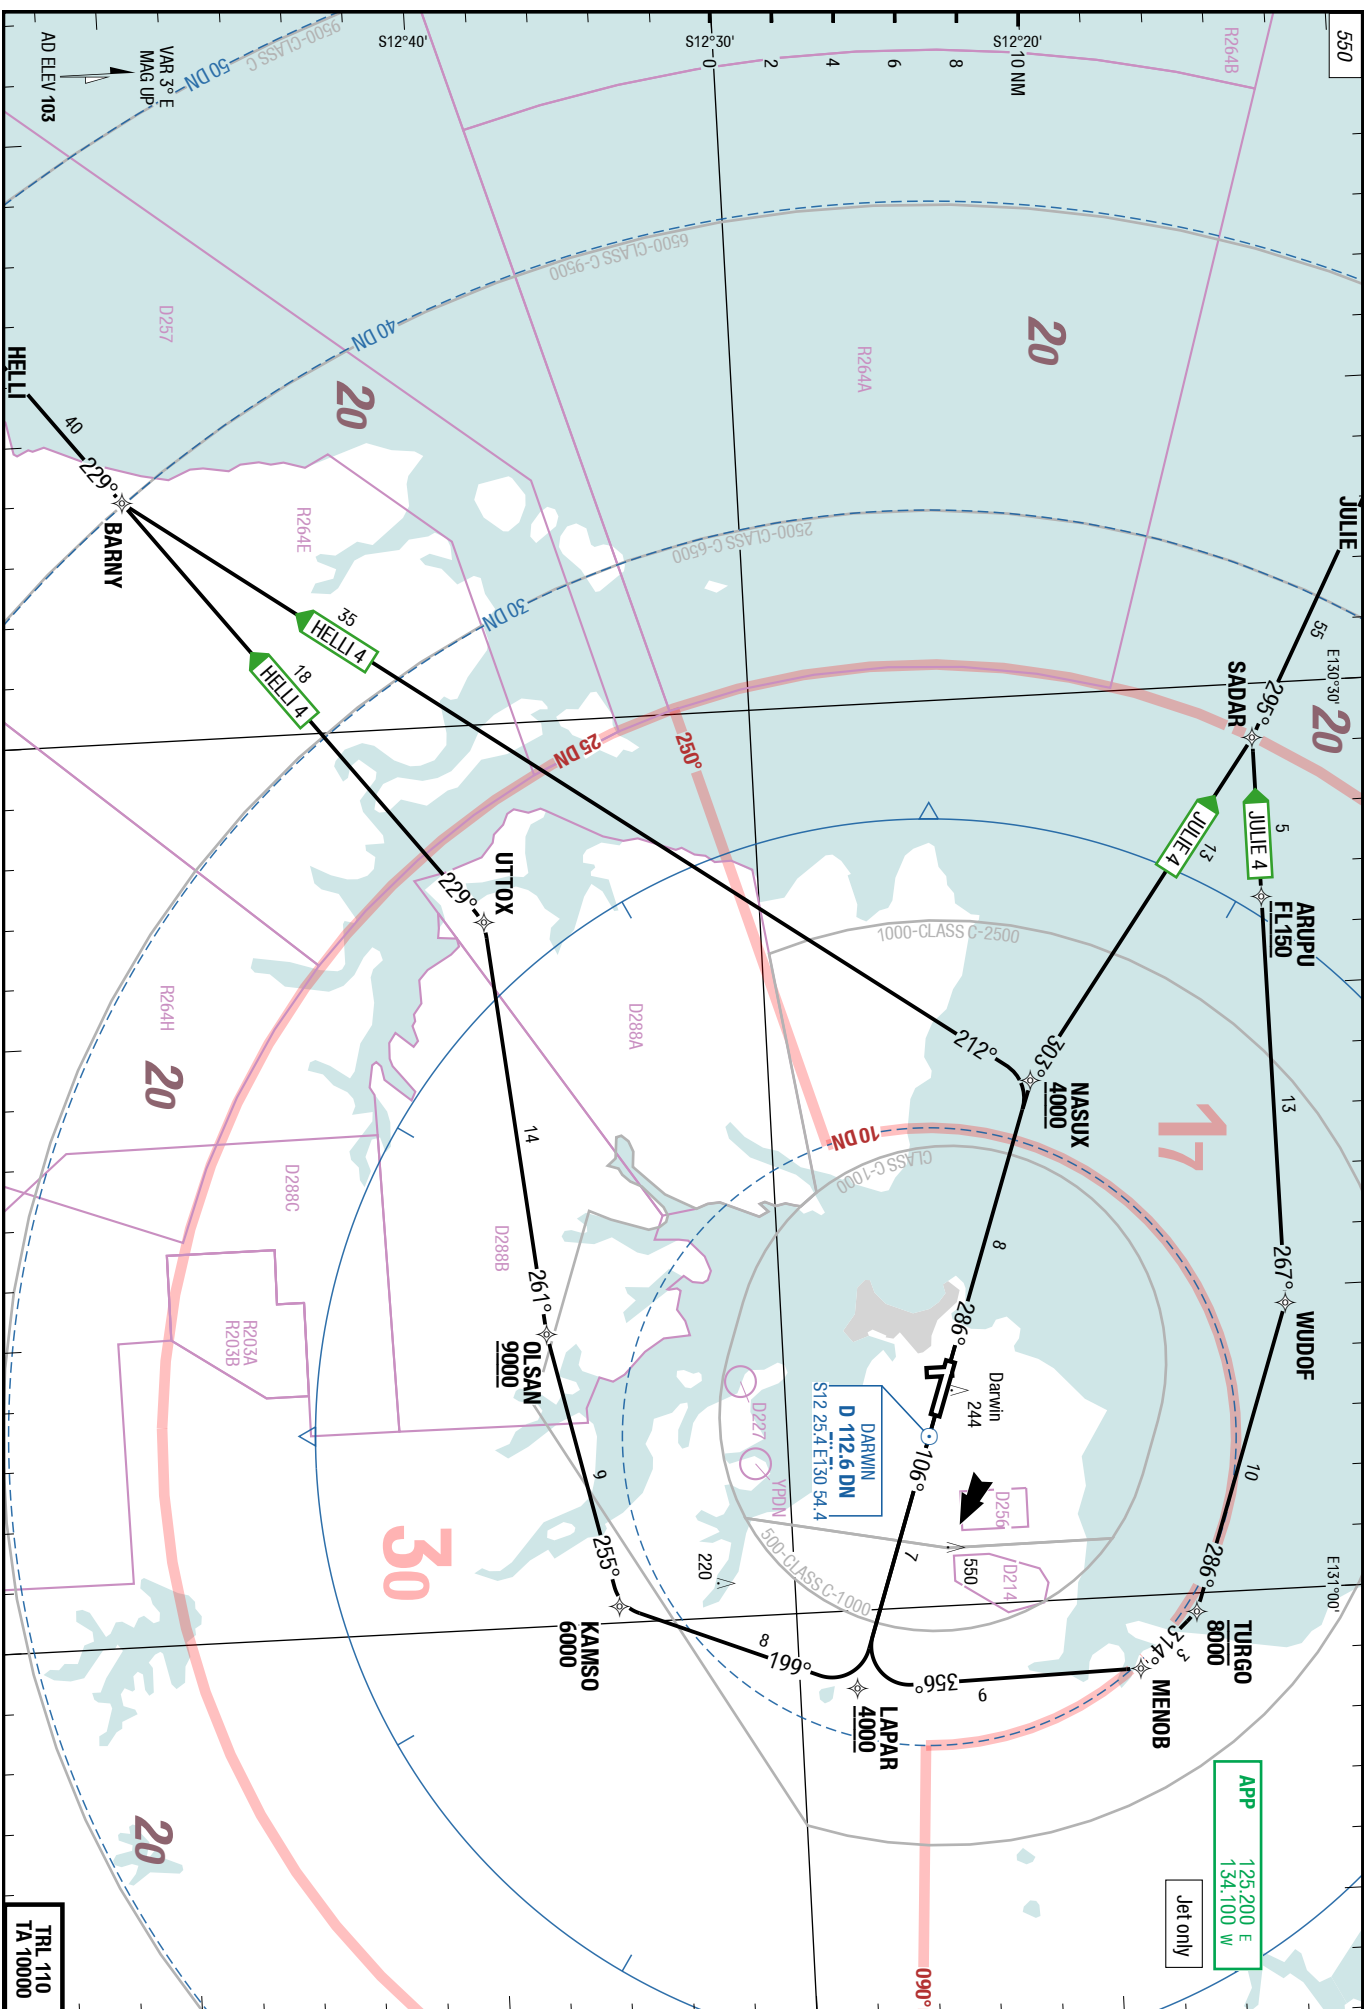 550
S12°40'
S12°30'
S12°20'
0
2
4
6
8
10 NM
R264B
VAR 3° E
MAG UP
AD ELEV 103
50 DN
9500-CLASS C
6500-CLASS C-9500
40 DN
D257
R264A
20
20
HELLI
40
229°
BARNY
R264E
2500-CLASS C-6500
30 DN
35
HELLI 4
18
HELLI 4
JULIE
55
E130°30'
295°
SADAR
20
25 DN
250°
5
JULIE 4
13
JULIE 4
ARUPU
FL150
UTTOX
229°
1000-CLASS C-2500
R264H
D288A
212°
303°
NASUX
4000
20
14
13
17
10 DN
CLASS C-1000
D288C
D288B
8
267°
WUDOF
261°
OLSAN
9000
286°
R203A
R203B
Darwin
244
DARWIN
D 112.6 DN
S12 25.4 E130 54.4
D227
YPDN
106°
9
10
30
255°
KAMSO
6000
D256
D214
550
220
7
500-CLASS C-1000
286°
TURGO
8000
E131°00'
3
314°
MENOB
8
199°
356°
9
LAPAR
4000
APP
125.200 E
134.100 W
Jet only
20
090°
TRL 110
TA 10000